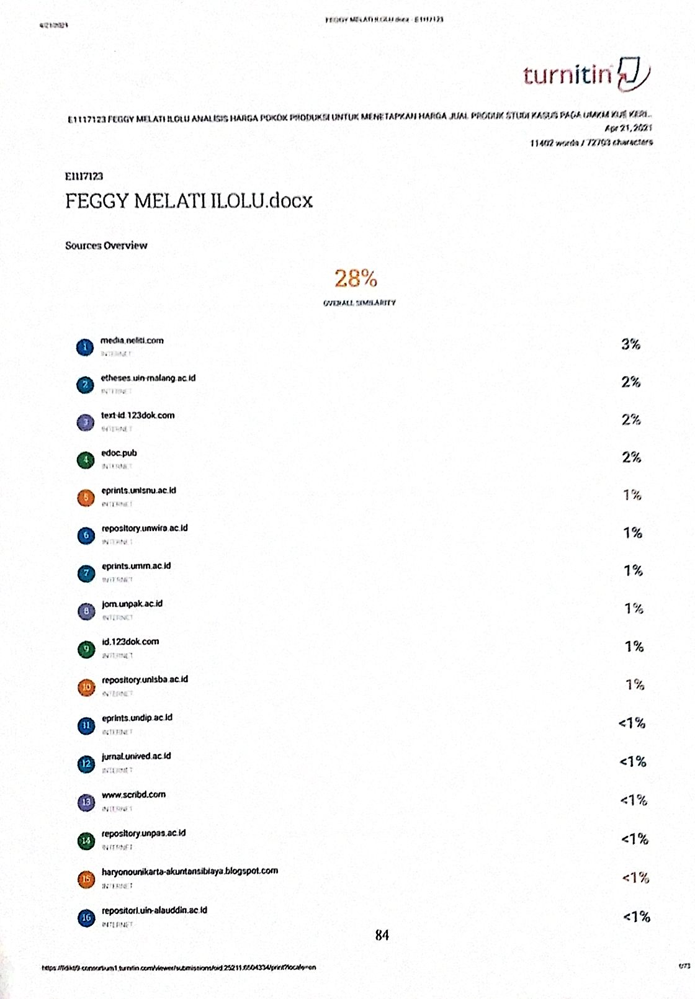 4/21/2021
FEGGY MELATI ILOLU.docx - E1117123
turnitin
E1117123 FEGGY MELATI ILOLU ANALISIS HARGA POKOK PRODUKSI UNTUK MENETAPKAN HARGA JUAL PRODUK STUDI KASUS PADA UMKM KUE KERI...
Apr 21, 2021
11402 words / 72703 characters
E1117123
FEGGY MELATI ILOLU.docx
Sources Overview
28%
OVERALL SIMILARITY
1 media.neliti.com 3%
INTERNET
2 etheses.uin-malang.ac.id 2%
INTERNET
3 text-id.123dok.com 2%
INTERNET
4 edoc.pub 2%
INTERNET
5 eprints.unisnu.ac.id 1%
INTERNET
6 repository.unwira.ac.id 1%
INTERNET
7 eprints.umm.ac.id 1%
INTERNET
8 jom.unpak.ac.id 1%
INTERNET
9 id.123dok.com 1%
INTERNET
10 repository.unisba.ac.id 1%
INTERNET
11 eprints.undip.ac.id <1%
INTERNET
12 jurnal.unived.ac.id <1%
INTERNET
13 www.scribd.com <1%
INTERNET
14 repository.unpas.ac.id <1%
INTERNET
15 haryonounikarta-akuntansibiaya.blogspot.com <1%
INTERNET
16 repositori.uin-alauddin.ac.id <1%
INTERNET
84
https://lldikti9-consortium1.turnitin.com/viewer/submissions/oid:25211:6504334/print?locale=en
1/73